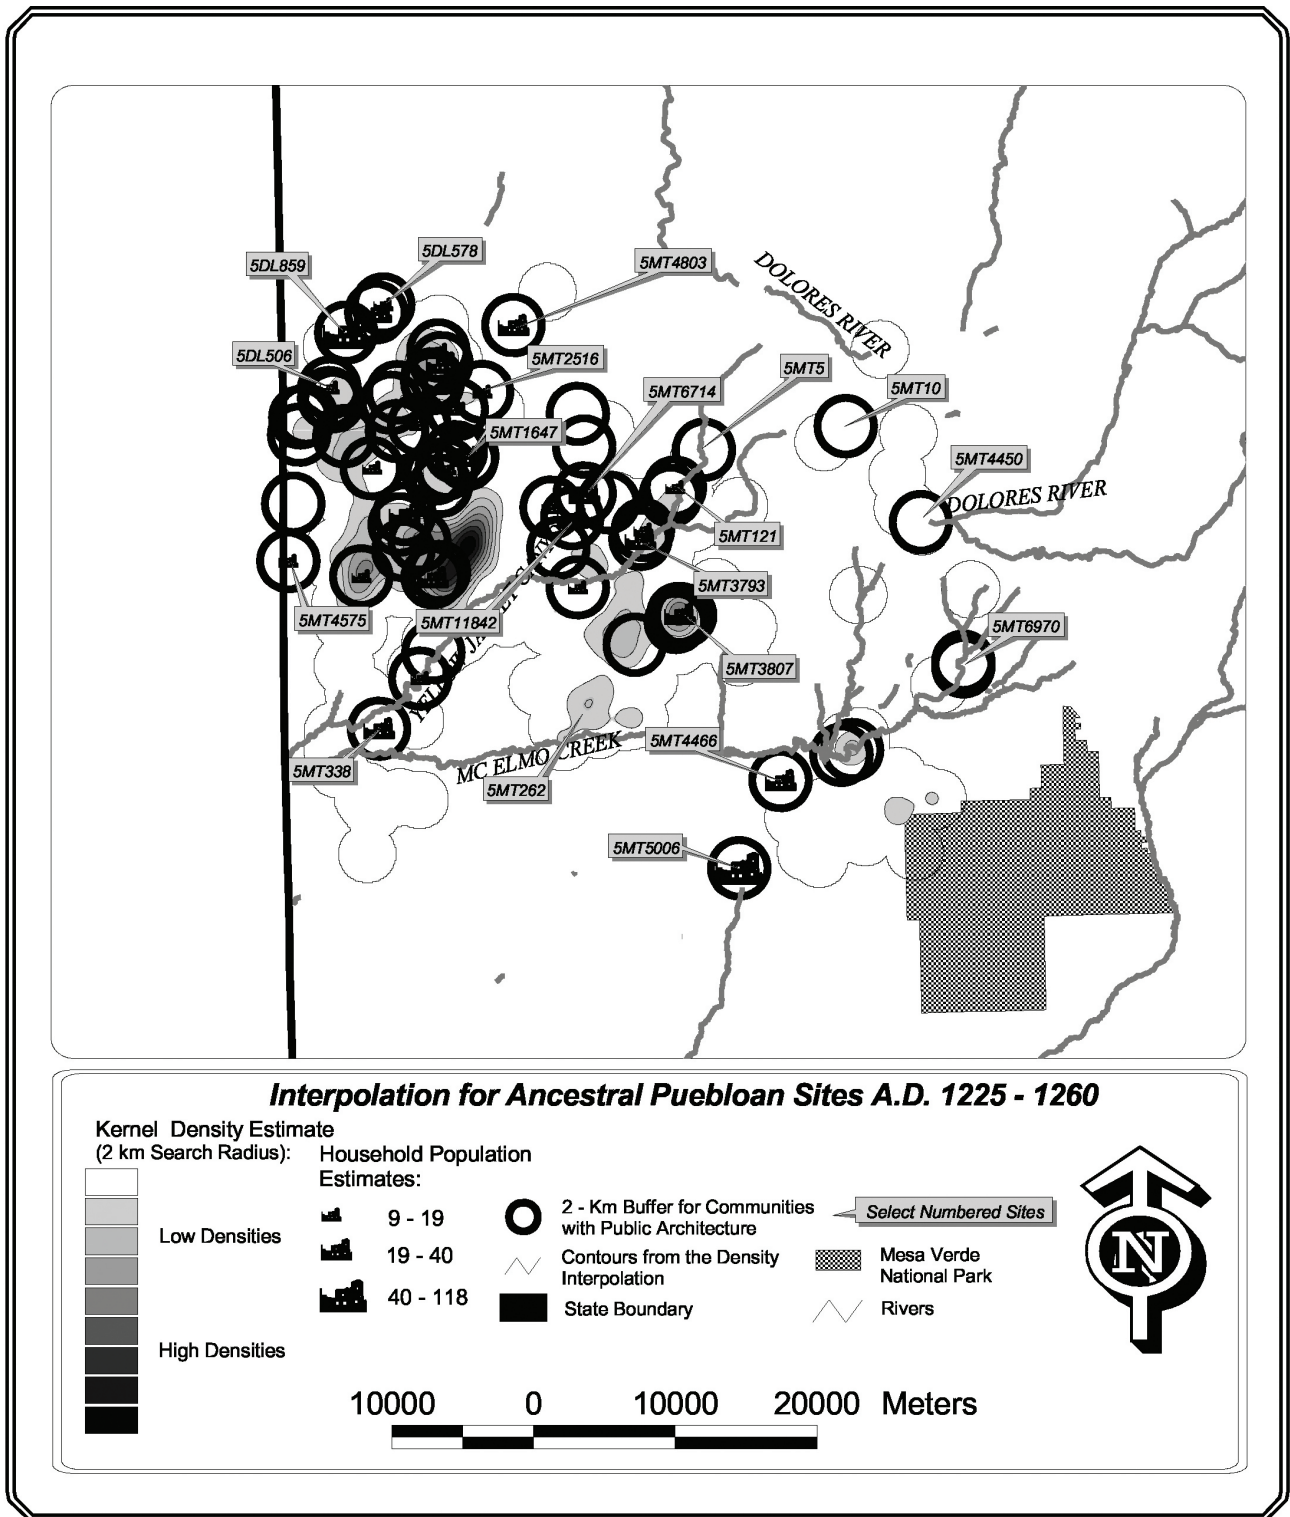 5DL578
5DL859
5MT4803
DOLORES RIVER
5DL506
5MT2516
5MT5
5MT6714
5MT10
5MT1647
5MT4450
DOLORES RIVER
5MT121
5MT3793
5MT4575
5MT11842
5MT6970
5MT3807
5MT4466
MC ELMO CREEK
5MT338
5MT262
5MT5006
Interpolation for Ancestral Puebloan Sites A.D. 1225 - 1260
Kernel Density Estimate
(2 km Search Radius):
Low Densities
High Densities
Household Population
Estimates:
9 - 19
19 - 40
40 - 118
2 - Km Buffer for Communities
with Public Architecture
Contours from the Density
Interpolation
State Boundary
Select Numbered Sites
Mesa Verde
National Park
Rivers
N
10000 0 10000 20000 Meters